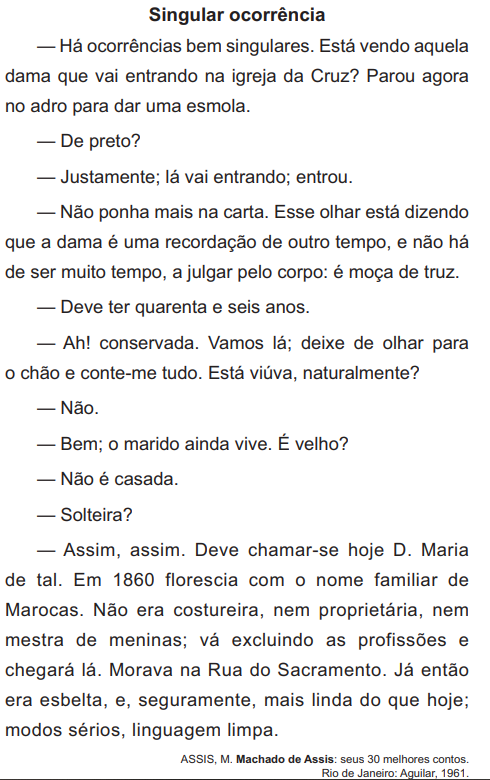 Singular ocorrência
— Há ocorrências bem singulares. Está vendo aquela
dama que vai entrando na igreja da Cruz? Parou agora
no adro para dar uma esmola.
— De preto?
— Justamente; lá vai entrando; entrou.
— Não ponha mais na carta. Esse olhar está dizendo
que a dama é uma recordação de outro tempo, e não há
de ser muito tempo, a julgar pelo corpo: é moça de truz.
— Deve ter quarenta e seis anos.
— Ah! conservada. Vamos lá; deixe de olhar para
o chão e conte-me tudo. Está viúva, naturalmente?
— Não.
— Bem; o marido ainda vive. É velho?
— Não é casada.
— Solteira?
— Assim, assim. Deve chamar-se hoje D. Maria
de tal. Em 1860 florescia com o nome familiar de
Marocas. Não era costureira, nem proprietária, nem
mestra de meninas; vá excluindo as profissões e
chegará lá. Morava na Rua do Sacramento. Já então
era esbelta, e, seguramente, mais linda do que hoje;
modos sérios, linguagem limpa.
ASSIS, M. Machado de Assis: seus 30 melhores contos.
Rio de Janeiro: Aguilar, 1961.